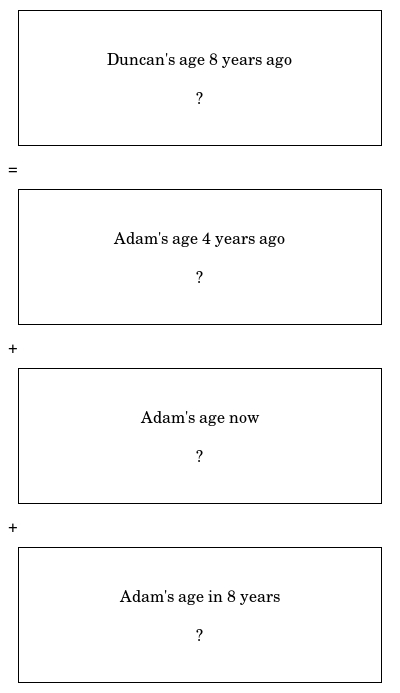 Duncan's age 8 years ago
?
=
Adam's age 4 years ago
?
+
Adam's age now
?
+
Adam's age in 8 years
?